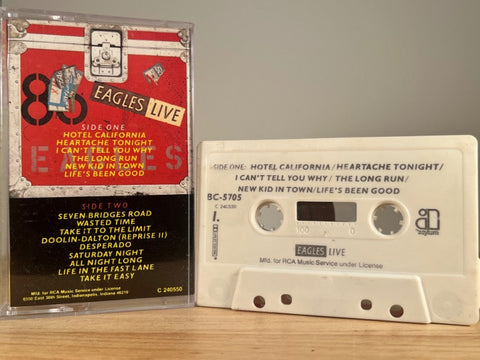 86
EAGLES LIVE
EAGLES
SIDE ONE
HOTEL CALIFORNIA
HEARTACHE TONIGHT
I CAN'T TELL YOU WHY
THE LONG RUN
NEW KID IN TOWN
LIFE'S BEEN GOOD
SIDE TWO
SEVEN BRIDGES ROAD
WASTED TIME
TAKE IT TO THE LIMIT
DOOLIN-DALTON (REPRISE II)
DESPERADO
SATURDAY NIGHT
ALL NIGHT LONG
LIFE IN THE FAST LANE
TAKE IT EASY
Mfd. for RCA Music Service under License
6550 East 30th Street, Indianapolis, Indiana 46219
C 240550
SIDE ONE: HOTEL CALIFORNIA/HEARTACHE TONIGHT/
I CAN'T TELL YOU WHY/THE LONG RUN/
NEW KID IN TOWN/LIFE'S BEEN GOOD
BC-5705
C 240550
1.
100 50 0
asylum
EAGLES LIVE
Mfd. for RCA Music Service under License